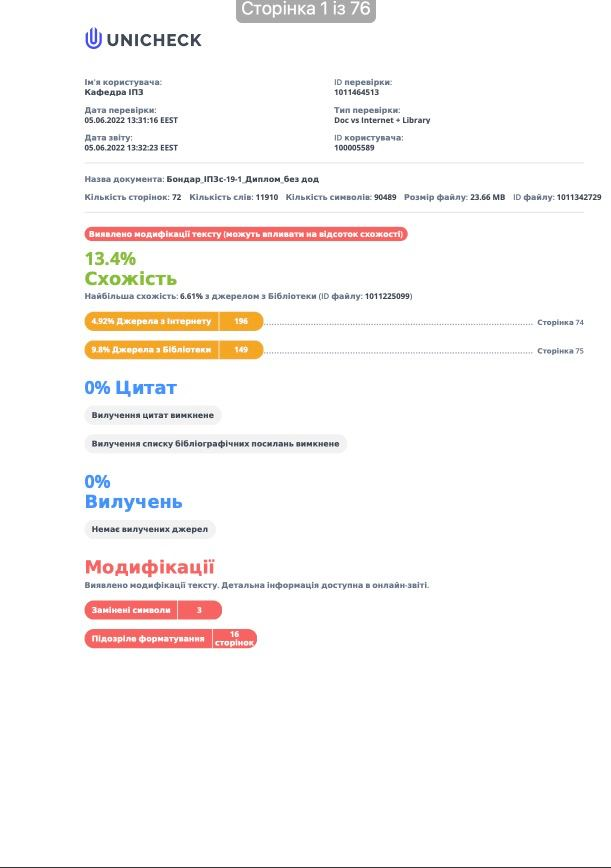 Сторінка 1 із 76
UNICHECK
Ім'я користувача:
Кафедра ІПЗ
ID перевірки:
1011464513
Дата перевірки:
05.06.2022 13:31:16 EEST
Тип перевірки:
Doc vs Internet + Library
Дата звіту:
05.06.2022 13:32:23 EEST
ID користувача:
100005589
Назва документа: Бондар_ІПЗс-19-1_Диплом_без дод
Кількість сторінок: 72 Кількість слів: 11910 Кількість символів: 90489 Розмір файлу: 23.66 MB ID файлу: 1011342729
Виявлено модифікації тексту (можуть впливати на відсоток схожості)
13.4%
Схожість
Найбільша схожість: 6.61% з джерелом з Бібліотеки (ID файлу: 1011225099)
4.92% Джерела з Інтернету 196 Сторінка 74
9.8% Джерела з Бібліотеки 149 Сторінка 75
0% Цитат
Вилучення цитат вимкнене
Вилучення списку бібліографічних посилань вимкнене
0%
Вилучень
Немає вилучених джерел
Модифікації
Виявлено модифікації тексту. Детальна інформація доступна в онлайн-звіті.
Замінені символи 3
Підозріле форматування 16 сторінок